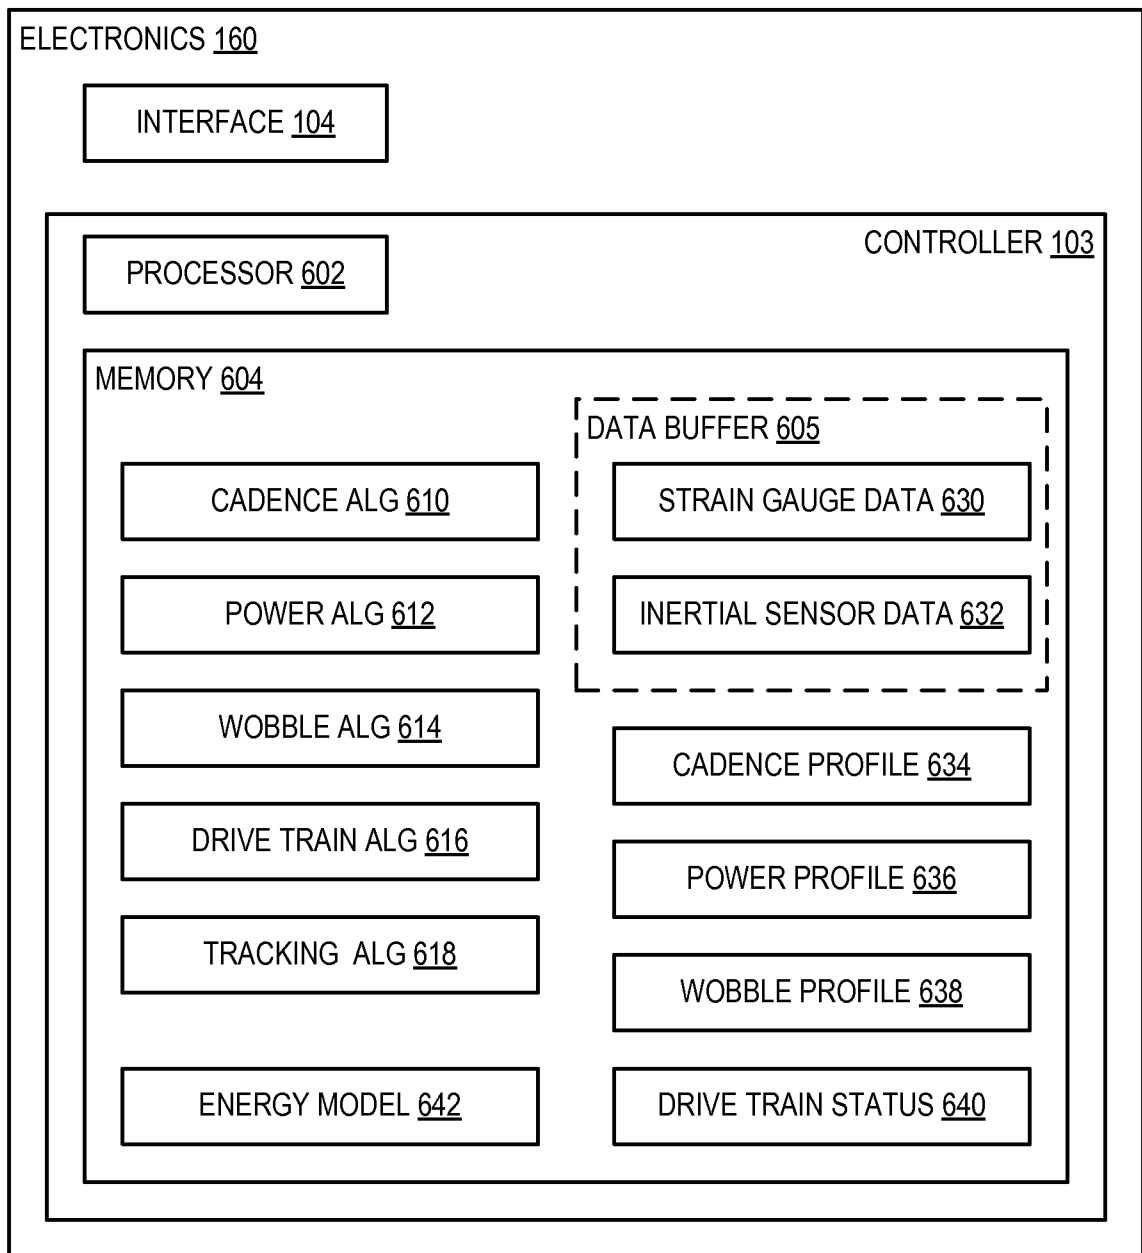 ELECTRONICS 160
INTERFACE 104
CONTROLLER 103
PROCESSOR 602
MEMORY 604
DATA BUFFER 605
CADENCE ALG 610
STRAIN GAUGE DATA 630
POWER ALG 612
INERTIAL SENSOR DATA 632
WOBBLE ALG 614
CADENCE PROFILE 634
DRIVE TRAIN ALG 616
POWER PROFILE 636
TRACKING ALG 618
WOBBLE PROFILE 638
ENERGY MODEL 642
DRIVE TRAIN STATUS 640